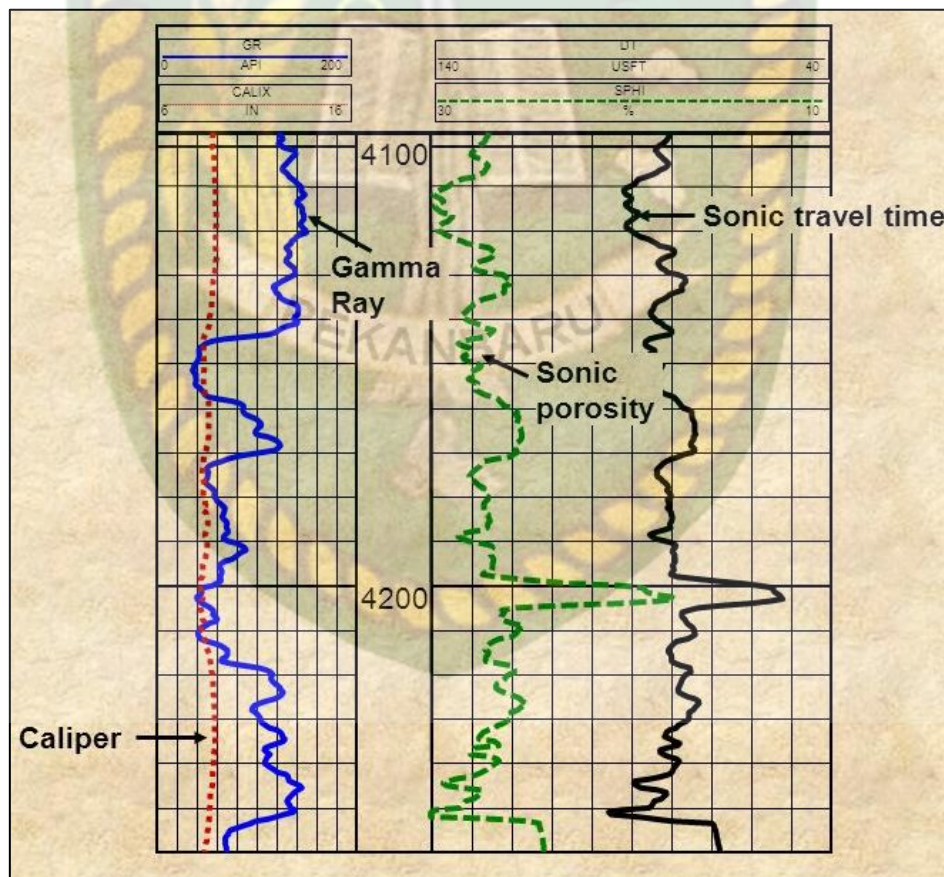 GR
0 API 200
CALIX
6 IN 16
DT
140 USFT 40
SPHI
30 % 10
4100
Sonic travel time
Gamma
Ray
PEKANBARU
Sonic
porosity
4200
Caliper